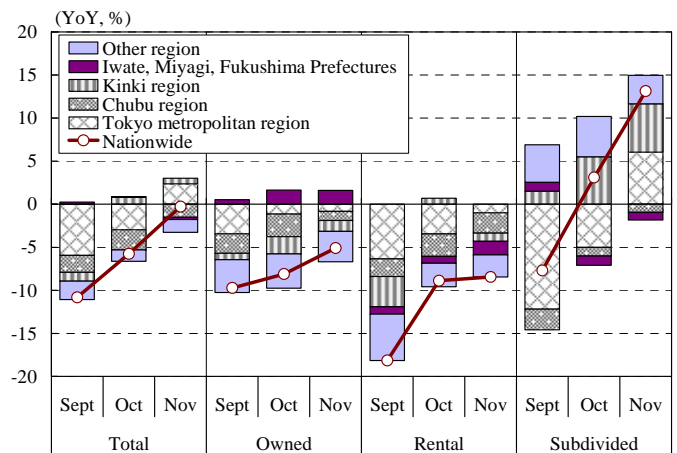 (YoY, %)
20
15
10
5
0
-5
-10
-15
-20
Other region
Iwate, Miyagi, Fukushima Prefectures
Kinki region
Chubu region
Tokyo metropolitan region
Nationwide
Sept Oct Nov Sept Oct Nov Sept Oct Nov Sept Oct Nov
Total Owned Rental Subdivided